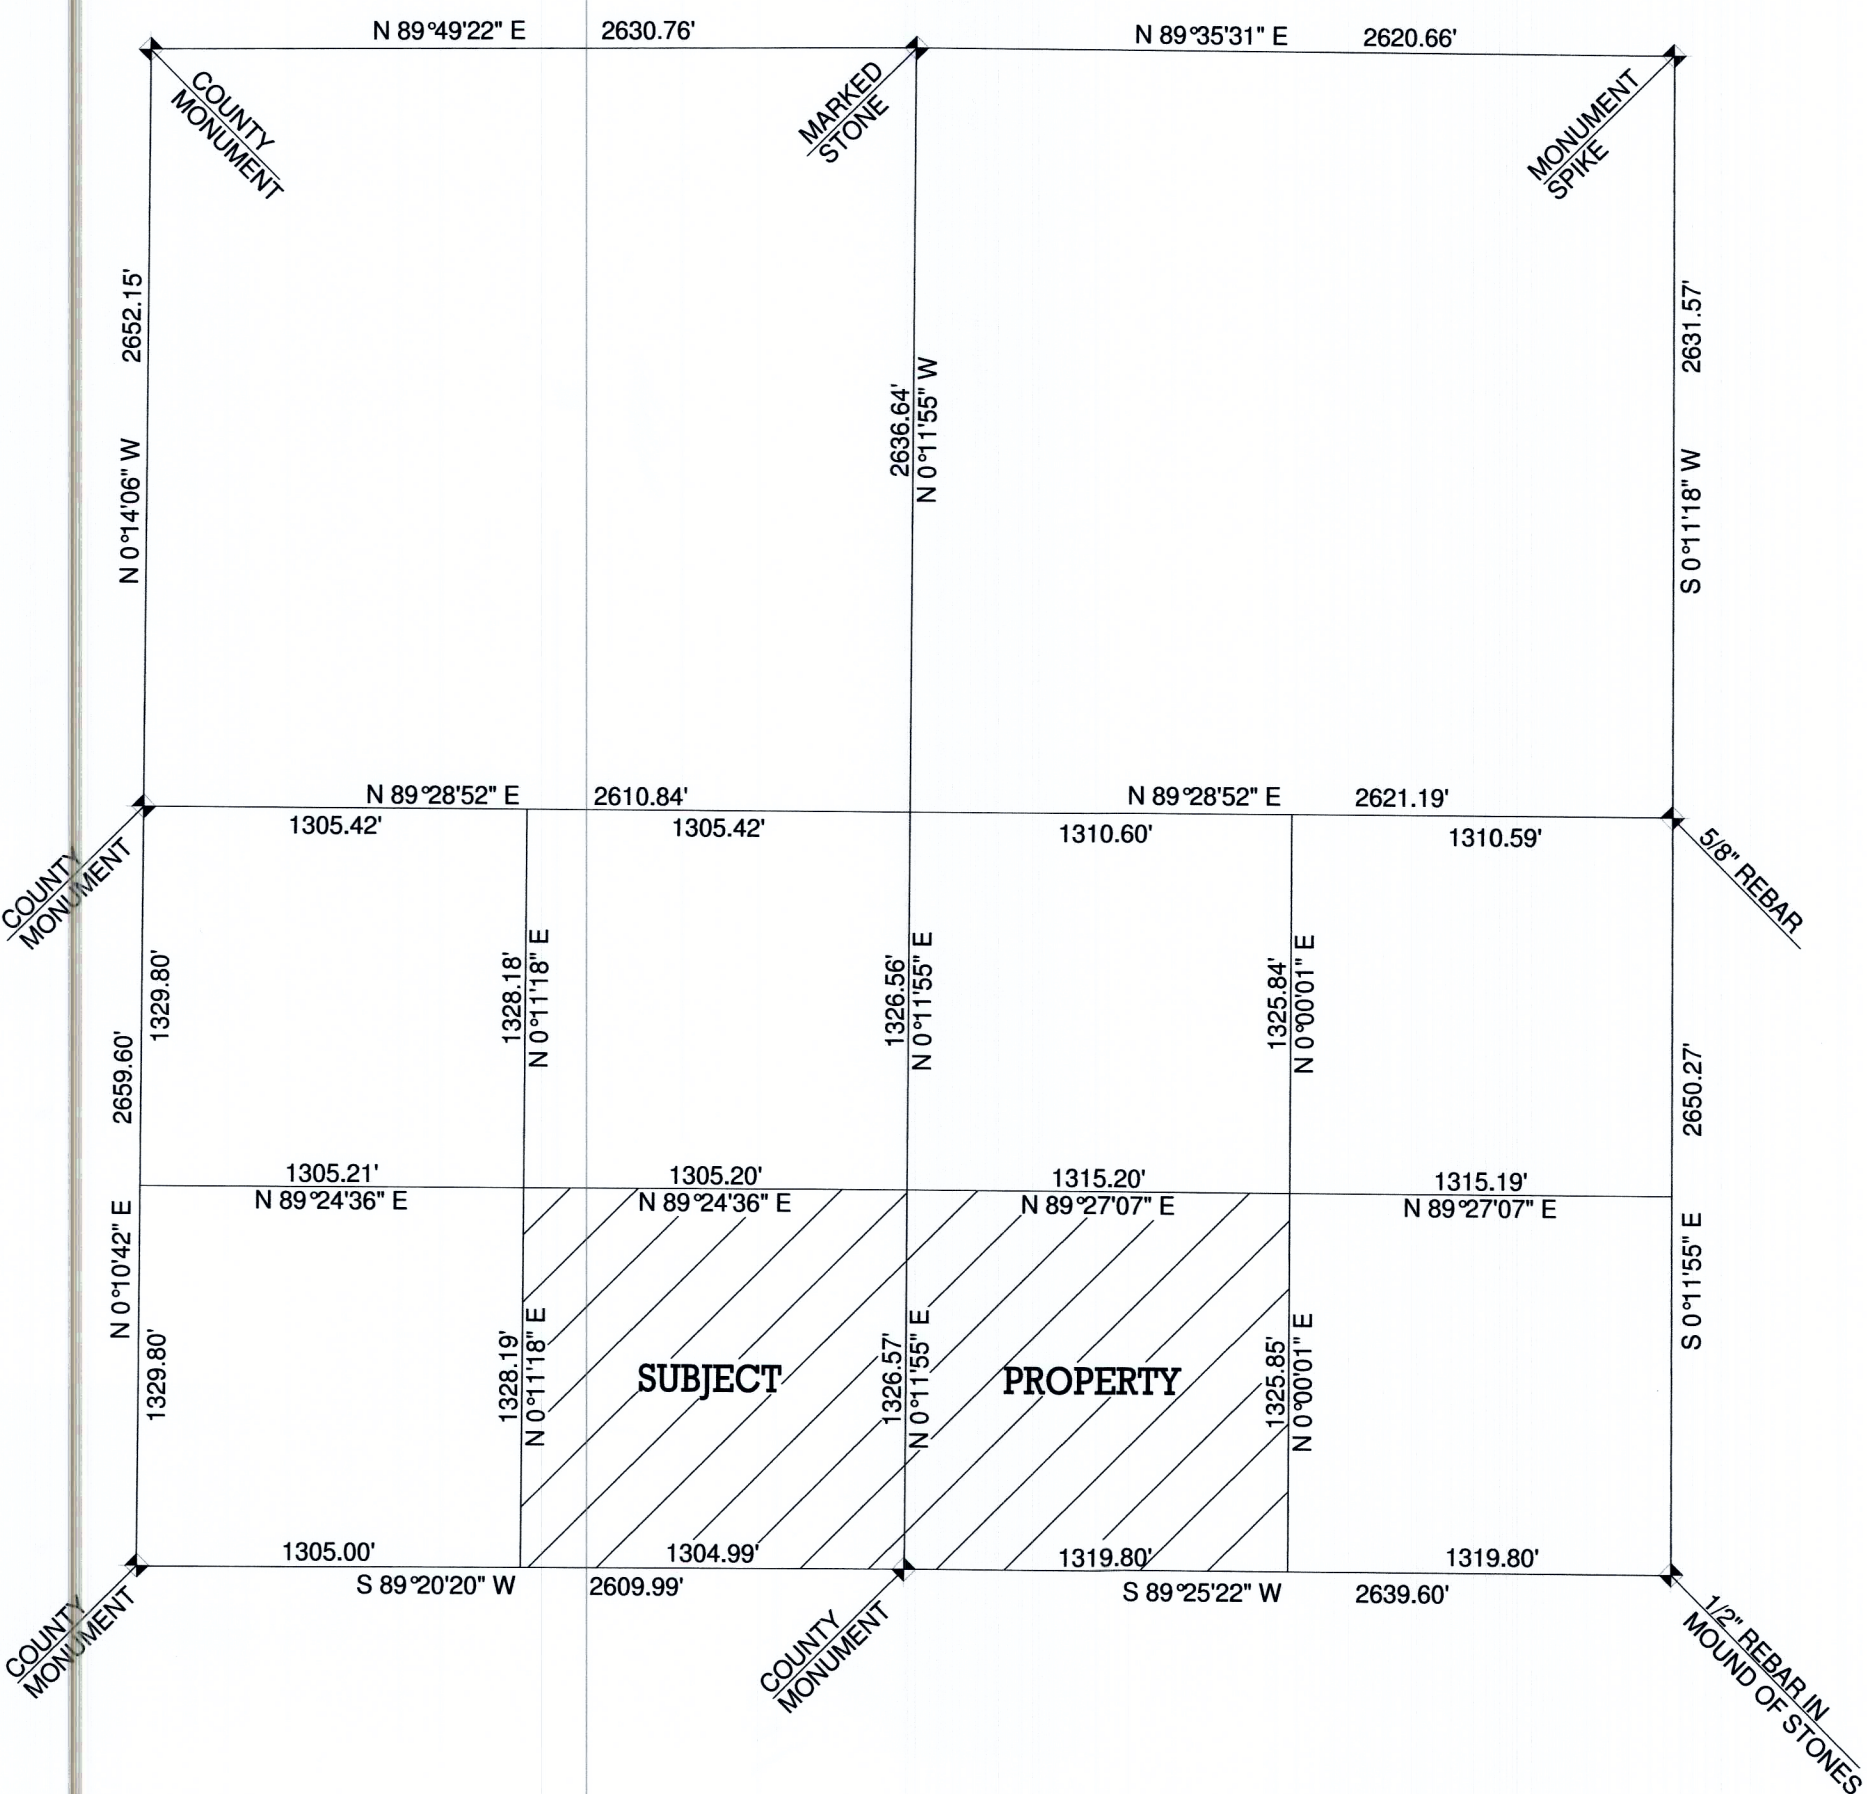 N 89°49'22" E 2630.76'
N 89°35'31" E 2620.66'
COUNTY
MONUMENT
MARKED
STONE
MONUMENT
SPIKE
2652.15'
N 0°14'06" W
2636.64'
N 0°11'55" W
2631.57'
S 0°11'18" W
N 89°28'52" E 2610.84'
N 89°28'52" E 2621.19'
1305.42'
1305.42'
1310.60'
1310.59'
COUNTY
MONUMENT
5/8" REBAR
2659.60'
N 0°10'42" E
1329.80'
1328.18'
N 0°11'18" E
1326.56'
N 0°11'55" E
1325.84'
N 0°00'01" E
2650.27'
S 0°11'55" E
1305.21'
N 89°24'36" E
1305.20'
N 89°24'36" E
1315.20'
N 89°27'07" E
1315.19'
N 89°27'07" E
1329.80'
1328.19'
N 0°11'18" E
SUBJECT
1326.57'
N 0°11'55" E
PROPERTY
1325.85'
N 0°00'01" E
1305.00'
1304.99'
1319.80'
1319.80'
S 89°20'20" W 2609.99'
S 89°25'22" W 2639.60'
COUNTY
MONUMENT
COUNTY
MONUMENT
1/2" REBAR IN
MOUND OF STONES